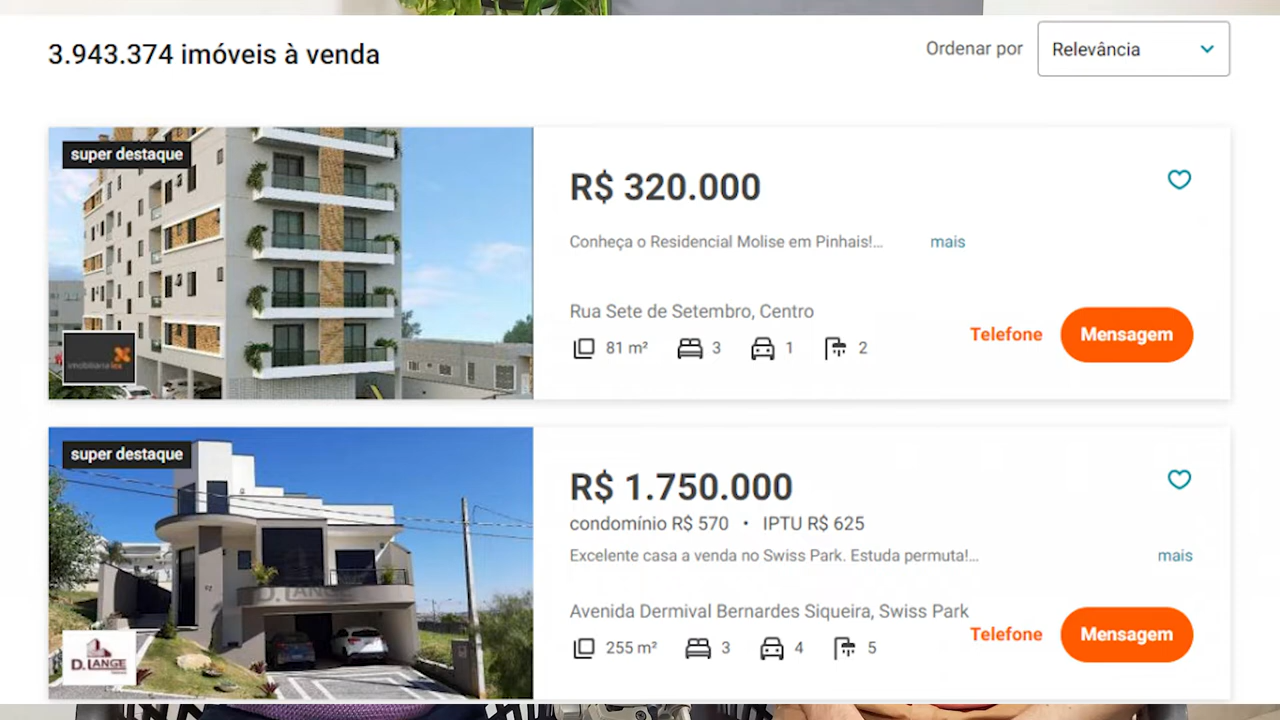 3.943.374 imóveis à venda
Ordenar por
Relevância
super destaque
R$ 320.000
Conheça o Residencial Molise em Pinhais!...
mais
Rua Sete de Setembro, Centro
81 m²
3
1
2
Telefone
Mensagem
imobiliária lex
super destaque
R$ 1.750.000
condomínio R$ 570 • IPTU R$ 625
Excelente casa a venda no Swiss Park. Estuda permuta!...
mais
Avenida Dermival Bernardes Siqueira, Swiss Park
255 m²
3
4
5
Telefone
Mensagem
D. LANGE
D. LANGE